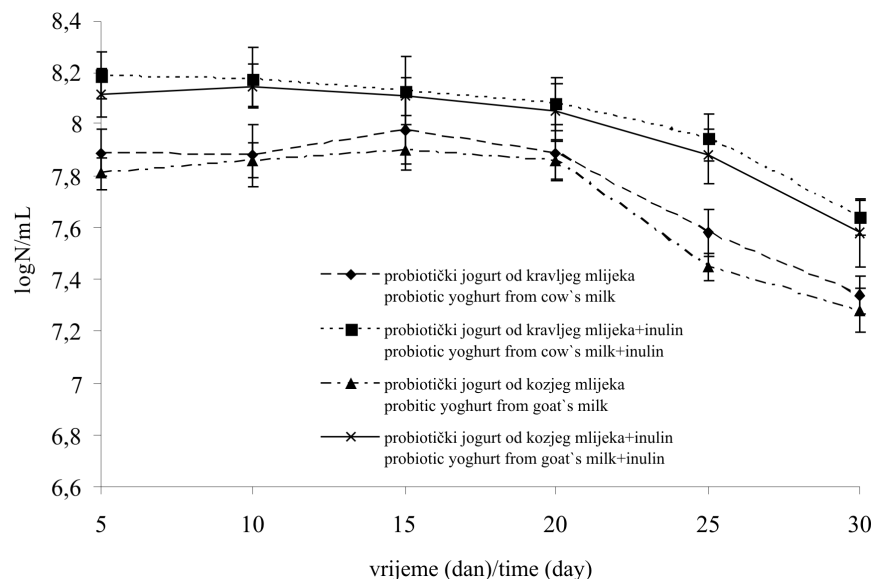 8,4
8,2
8
7,8
7,6
7,4
7,2
7
6,8
6,6
logN/mL
probiotički jogurt od kravljeg mlijeka
probiotic yoghurt from cow`s milk
probiotički jogurt od kravljeg mlijeka+inulin
probiotic yoghurt from cow`s milk+inulin
probiotički jogurt od kozjeg mlijeka
probitic yoghurt from goat`s milk
probiotički jogurt od kozjeg mlijeka+inulin
probiotic yoghurt from goat`s milk+inulin
5 10 15 20 25 30
vrijeme (dan)/time (day)